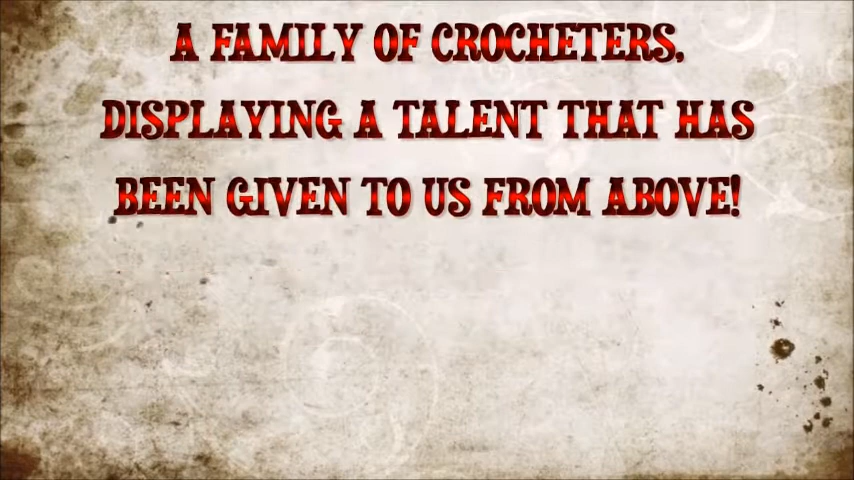 A FAMILY OF CROCHETERS,
DISPLAYING A TALENT THAT HAS
BEEN GIVEN TO US FROM ABOVE!